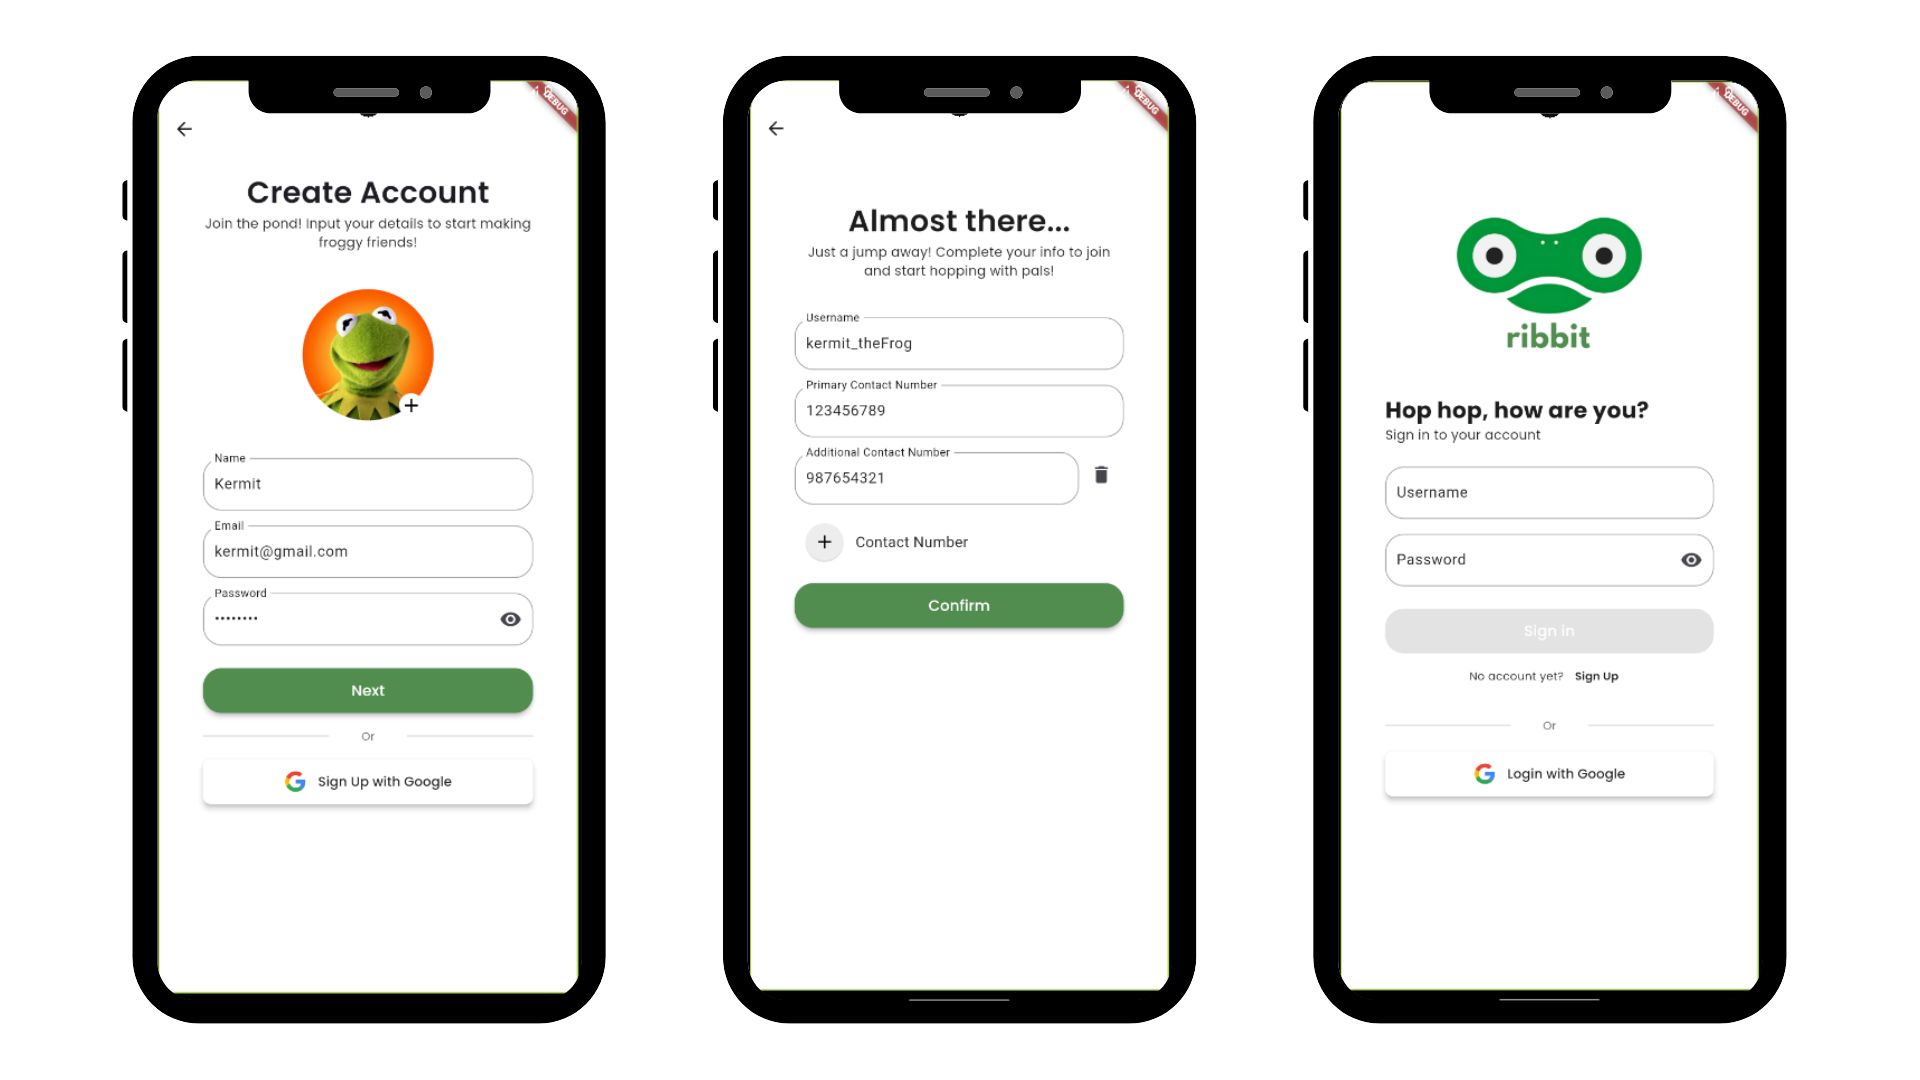 DEBUG
Create Account
Join the pond! Input your details to start making
froggy friends!
Name
Kermit
Email
kermit@gmail.com
Password
••••••••
Next
Or
Sign Up with Google
DEBUG
Almost there...
Just a jump away! Complete your info to join
and start hopping with pals!
Username
kermit_theFrog
Primary Contact Number
123456789
Additional Contact Number
987654321
+ Contact Number
Confirm
DEBUG
ribbit
Hop hop, how are you?
Sign in to your account
Username
Password
Sign in
No account yet? Sign Up
Or
Login with Google